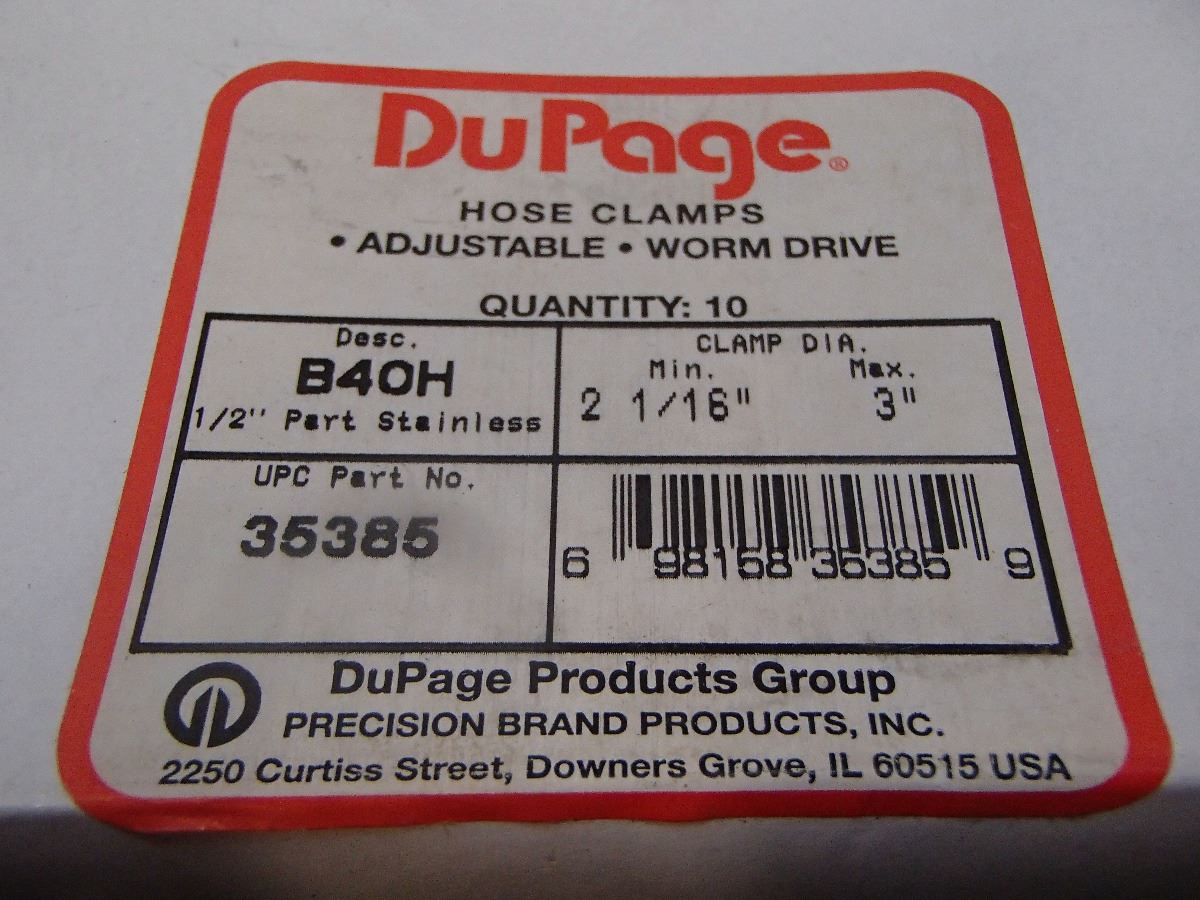 DuPage®
HOSE CLAMPS
• ADJUSTABLE • WORM DRIVE
QUANTITY: 10
Desc.
B40H
1/2" Part Stainless
CLAMP DIA.
Min. Max.
2 1/16" 3"
UPC Part No.
35385
6 98168 35385 9
DuPage Products Group
PRECISION BRAND PRODUCTS, INC.
2250 Curtiss Street, Downers Grove, IL 60515 USA